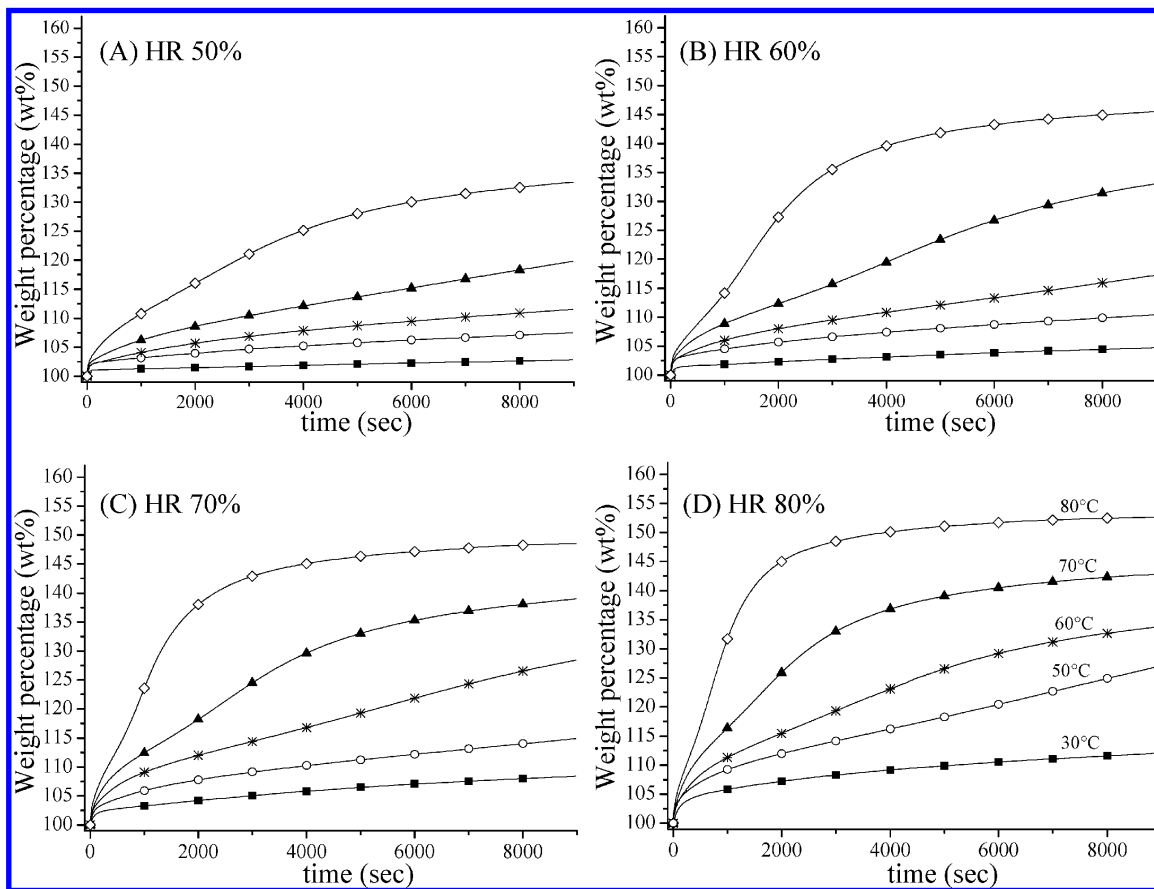 (A) HR 50%
Weight percentage (wt%)
160
155
150
145
140
135
130
125
120
115
110
105
100
0 2000 4000 6000 8000
time (sec)
(B) HR 60%
Weight percentage (wt%)
160
155
150
145
140
135
130
125
120
115
110
105
100
0 2000 4000 6000 8000
time (sec)
(C) HR 70%
Weight percentage (wt%)
160
155
150
145
140
135
130
125
120
115
110
105
100
0 2000 4000 6000 8000
time (sec)
(D) HR 80%
Weight percentage (wt%)
160
155
150
145
140
135
130
125
120
115
110
105
100
80°C
70°C
60°C
50°C
30°C
0 2000 4000 6000 8000
time (sec)